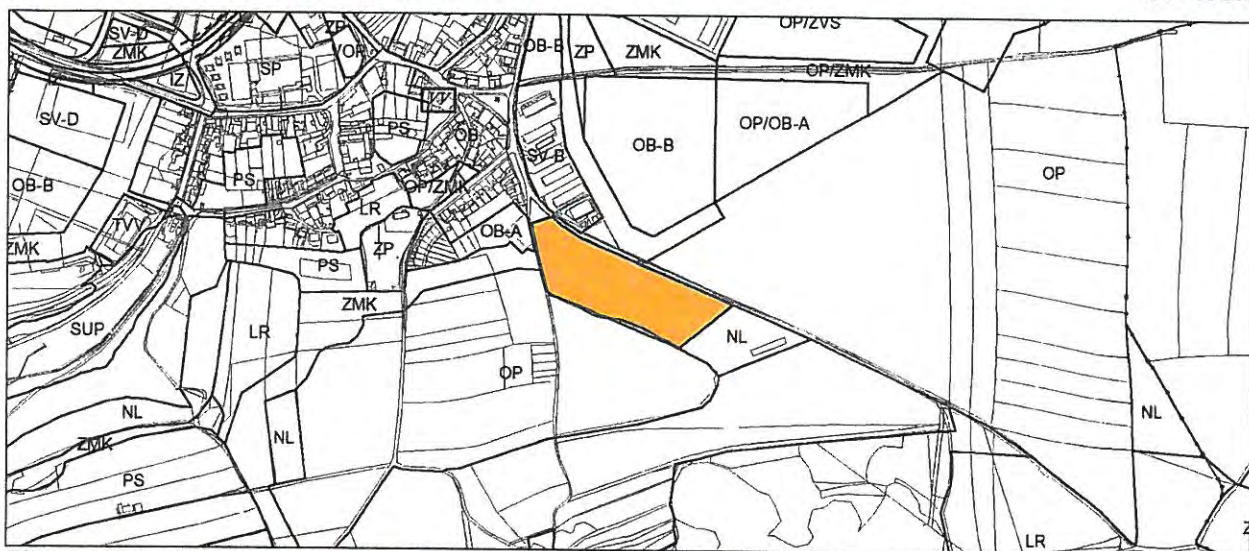 SV-D
ZMK
IZ
SP
ZP
/OP
OB-B
ZP
ZMK
OP/ZVS
OP/ZMK
SV-D
PS
OB
SV-B
OB-B
OP/OB-A
OP
OB-B
PS
LR
TVV
ZMK
ZP
OB-A
PS
ZMK
SUP
LR
NL
OP
NL
ZMK
NL
NL
PS
LR
Z